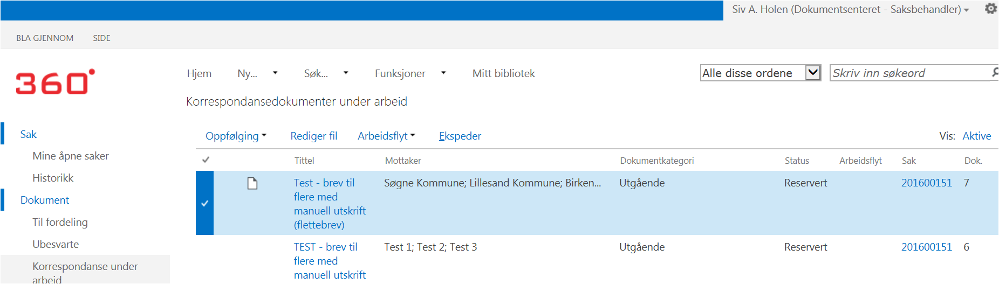 Siv A. Holen (Dokumentsenteret - Saksbehandler)
BLA GJENNOM SIDE
360°
Hjem Ny... Søk... Funksjoner Mitt bibliotek Alle disse ordene Skriv inn søkeord
Korrespondansedokumenter under arbeid
Sak
Mine åpne saker
Historikk
Dokument
Til fordeling
Ubesvarte
Korrespondanse under
arbeid
Oppfølging Rediger fil Arbeidsflyt Ekspeder Vis: Aktive
Tittel Mottaker Dokumentkategori Status Arbeidsflyt Sak Dok.
Test - brev til Søgne Kommune; Lillesand Kommune; Birken... Utgående Reservert 201600151 7
flere med
manuell utskrift
(flettebrev)
TEST - brev til Test 1; Test 2; Test 3 Utgående Reservert 201600151 6
flere med
manuell utskrift